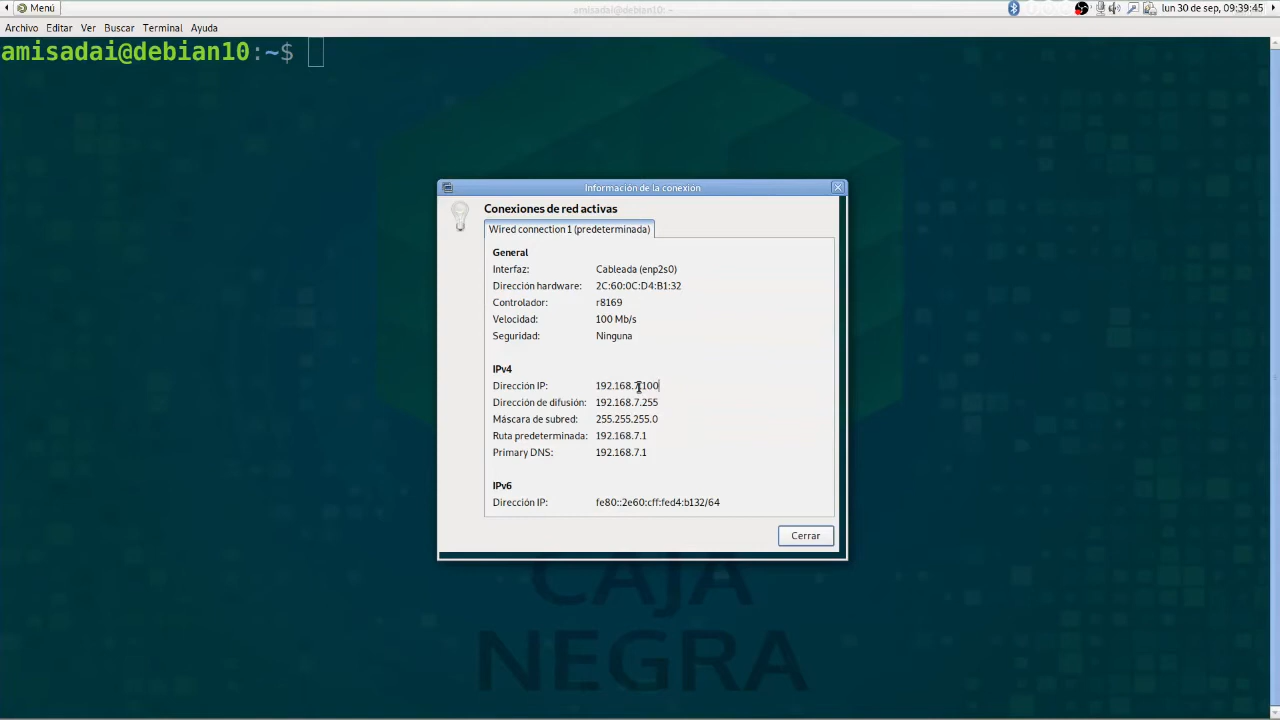 Menú
amisadai@debian10: ~
lun 30 de sep, 09:39:45
Archivo Editar Ver Buscar Terminal Ayuda
amisadai@debian10:~$
Información de la conexión
Conexiones de red activas
Wired connection 1 (predeterminada)
General
Interfaz: Cableada (enp2s0)
Dirección hardware: 2C:60:0C:D4:B1:32
Controlador: r8169
Velocidad: 100 Mb/s
Seguridad: Ninguna
IPv4
Dirección IP: 192.168.7.100
Dirección de difusión: 192.168.7.255
Máscara de subred: 255.255.255.0
Ruta predeterminada: 192.168.7.1
Primary DNS: 192.168.7.1
IPv6
Dirección IP: fe80::2e60:cff:fed4:b132/64
Cerrar
CAJA
NEGRA